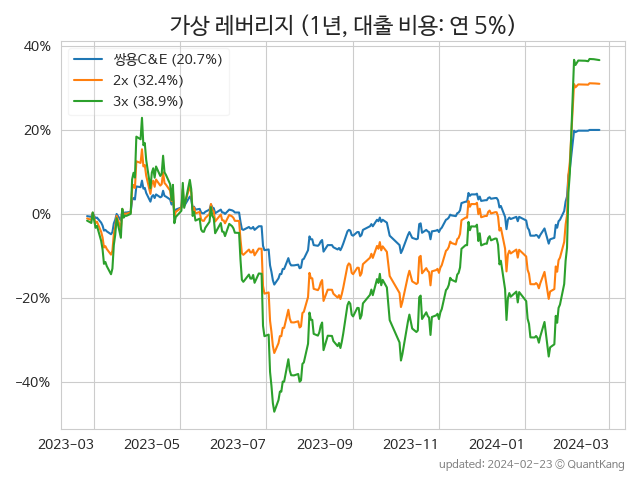 가상 레버리지 (1년, 대출 비용: 연 5%)
쌍용C&E (20.7%)
2x (32.4%)
3x (38.9%)
40%
20%
0%
−20%
−40%
2023-03 2023-05 2023-07 2023-09 2023-11 2024-01 2024-03
updated: 2024-02-23 © QuantKang